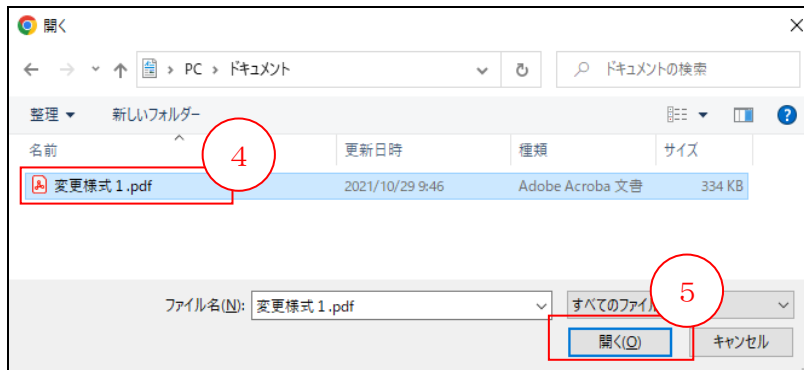 開く
PC > ドキュメント
ドキュメントの検索
整理 新しいフォルダー
名前 更新日時 種類 サイズ
4
変更様式１.pdf 2021/10/29 9:46 Adobe Acroba 文書 334 KB
ファイル名(N): 変更様式１.pdf すべてのファイル
5
開く(O) キャンセル